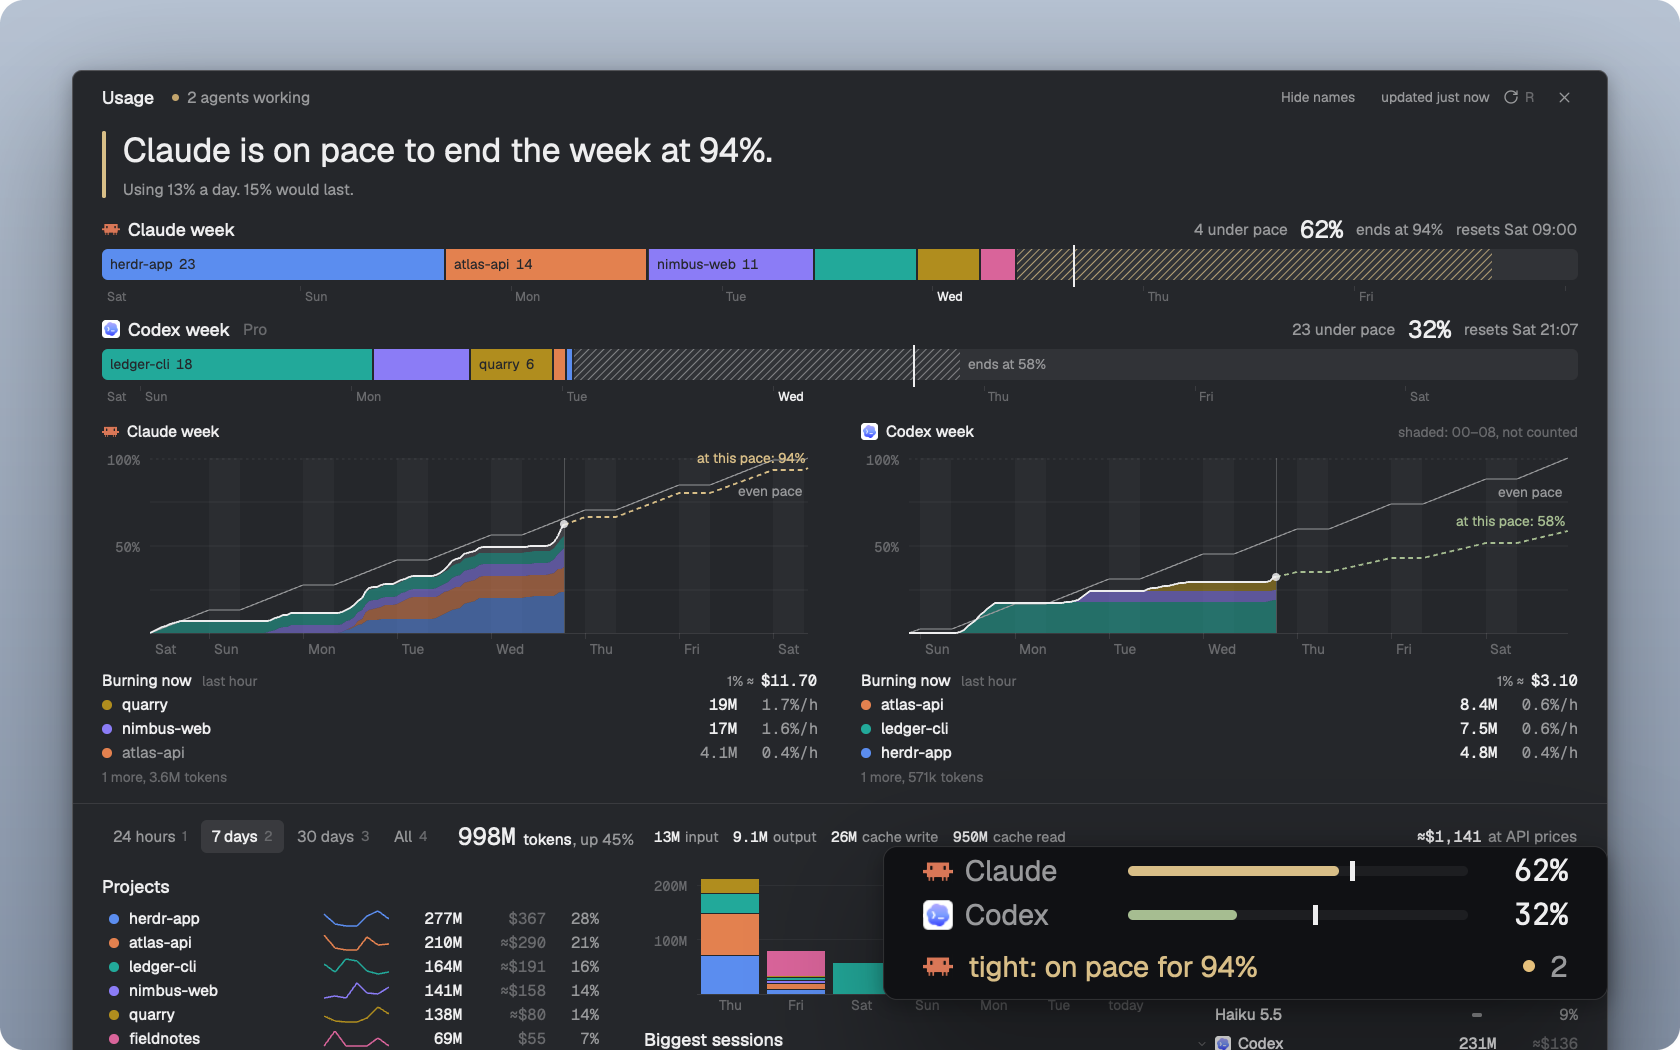 Usage 2 agents working Hide names updated just now R
Claude is on pace to end the week at 94%.
Using 13% a day. 15% would last.
Claude week 4 under pace 62% ends at 94% resets Sat 09:00
herdr-app 23 atlas-api 14 nimbus-web 11
Sat Sun Mon Tue Wed Thu Fri
Codex week Pro 23 under pace 32% resets Sat 21:07
ledger-cli 18 quarry 6 ends at 58%
Sat Sun Mon Tue Wed Thu Fri Sat
Claude week
100%
at this pace: 94%
even pace
50%
Sat Sun Mon Tue Wed Thu Fri Sat
Codex week shaded: 00–08, not counted
100%
even pace
at this pace: 58%
50%
Sun Mon Tue Wed Thu Fri Sat
Burning now last hour 1% ≈ $11.70
quarry 19M 1.7%/h
nimbus-web 17M 1.6%/h
atlas-api 4.1M 0.4%/h
1 more, 3.6M tokens
Burning now last hour 1% ≈ $3.10
atlas-api 8.4M 0.6%/h
ledger-cli 7.5M 0.6%/h
herdr-app 4.8M 0.4%/h
1 more, 571k tokens
24 hours 1 7 days 2 30 days 3 All 4 998M tokens, up 45% 13M input 9.1M output 26M cache write 950M cache read ≈$1,141 at API prices
Projects
herdr-app 277M $367 28%
atlas-api 210M ≈$290 21%
ledger-cli 164M ≈$191 16%
nimbus-web 141M ≈$158 14%
quarry 138M ≈$80 14%
fieldnotes 69M $55 7%
200M
100M
Thu Fri Sat Sun Mon Tue today
Biggest sessions
Claude 62%
Codex 32%
tight: on pace for 94% 2
Haiku 5.5 – 9%
Codex 231M ≈$136